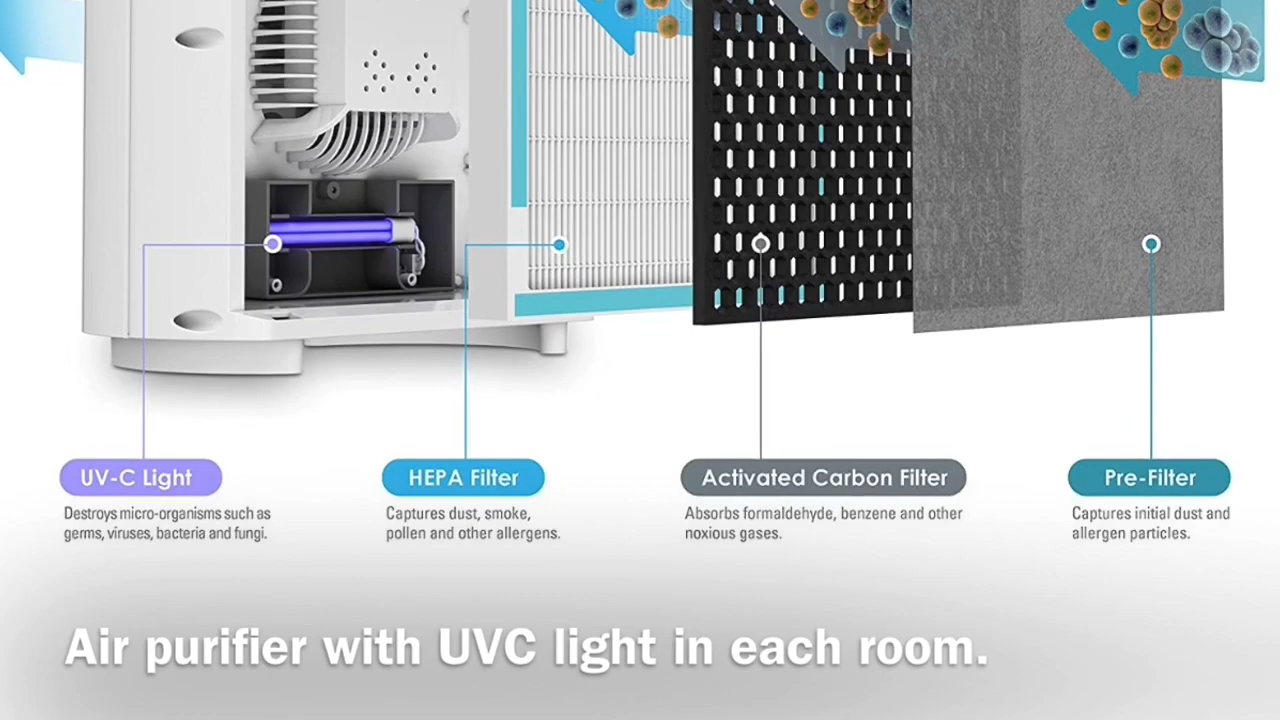 UV-C Light
Destroys micro-organisms such as
germs, viruses, bacteria and fungi.
HEPA Filter
Captures dust, smoke,
pollen and other allergens.
Activated Carbon Filter
Absorbs formaldehyde, benzene and other
noxious gases.
Pre-Filter
Captures initial dust and
allergen particles.
Air purifier with UVC light in each room.